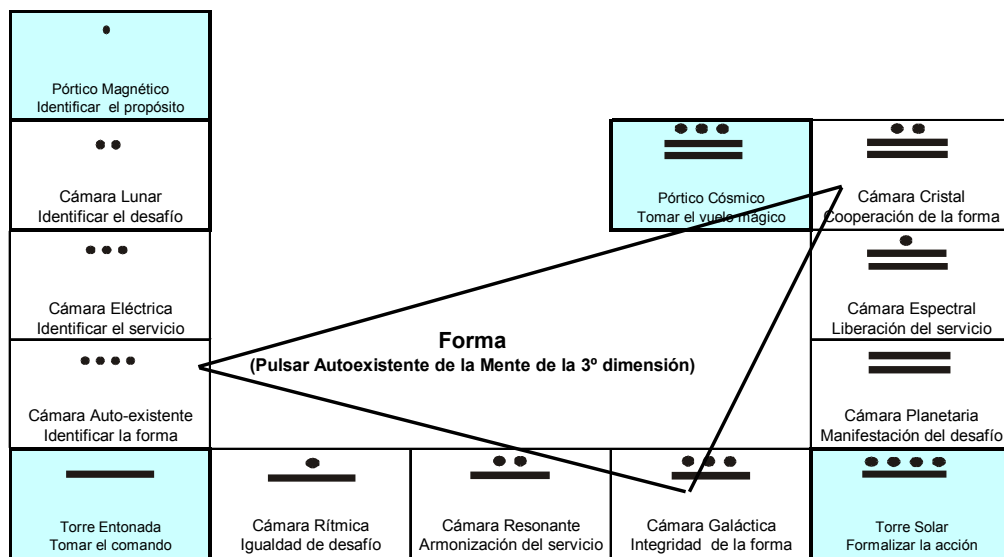 Pórtico Magnético
Identificar el propósito
Cámara Lunar
Identificar el desafío
Pórtico Cósmico
Tomar el vuelo mágico
Cámara Cristal
Cooperación de la forma
Cámara Eléctrica
Identificar el servicio
Cámara Espectral
Liberación del servicio
Forma
(Pulsar Autoexistente de la Mente de la 3º dimensión)
Cámara Auto-existente
Identificar la forma
Cámara Planetaria
Manifestación del desafío
Torre Entonada
Tomar el comando
Cámara Rítmica
Igualdad de desafío
Cámara Resonante
Armonización del servicio
Cámara Galáctica
Integridad de la forma
Torre Solar
Formalizar la acción